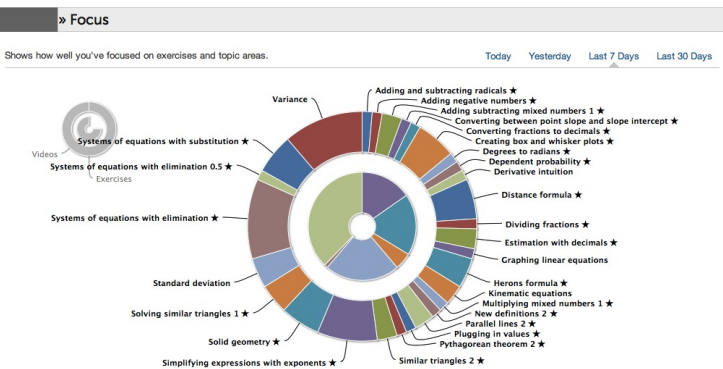 » Focus
Shows how well you've focused on exercises and topic areas.
Today Yesterday Last 7 Days Last 30 Days
Videos
Exercises
Variance
Adding and subtracting radicals ★
Adding negative numbers ★
Adding subtracting mixed numbers 1 ★
Converting between point slope and slope intercept ★
Converting fractions to decimals ★
Creating box and whisker plots ★
Degrees to radians ★
Dependent probability ★
Derivative intuition
Distance formula ★
Dividing fractions ★
Estimation with decimals ★
Graphing linear equations
Herons formula ★
Kinematic equations
Multiplying mixed numbers 1 ★
New definitions 2 ★
Parallel lines 2 ★
Plugging in values ★
Pythagorean theorem 2 ★
Similar triangles 2 ★
Simplifying expressions with exponents ★
Solid geometry ★
Solving similar triangles 1 ★
Standard deviation
Systems of equations with elimination ★
Systems of equations with elimination 0.5 ★
Systems of equations with substitution ★